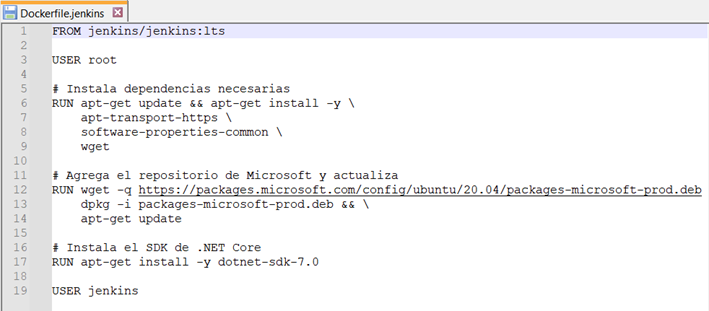 Dockerfile.jenkins
1 FROM jenkins/jenkins:lts
2
3 USER root
4
5 # Instala dependencias necesarias
6 RUN apt-get update && apt-get install -y \
7     apt-transport-https \
8     software-properties-common \
9     wget
10
11 # Agrega el repositorio de Microsoft y actualiza
12 RUN wget -q https://packages.microsoft.com/config/ubuntu/20.04/packages-microsoft-prod.deb
13     dpkg -i packages-microsoft-prod.deb && \
14     apt-get update
15
16 # Instala el SDK de .NET Core
17 RUN apt-get install -y dotnet-sdk-7.0
18
19 USER jenkins